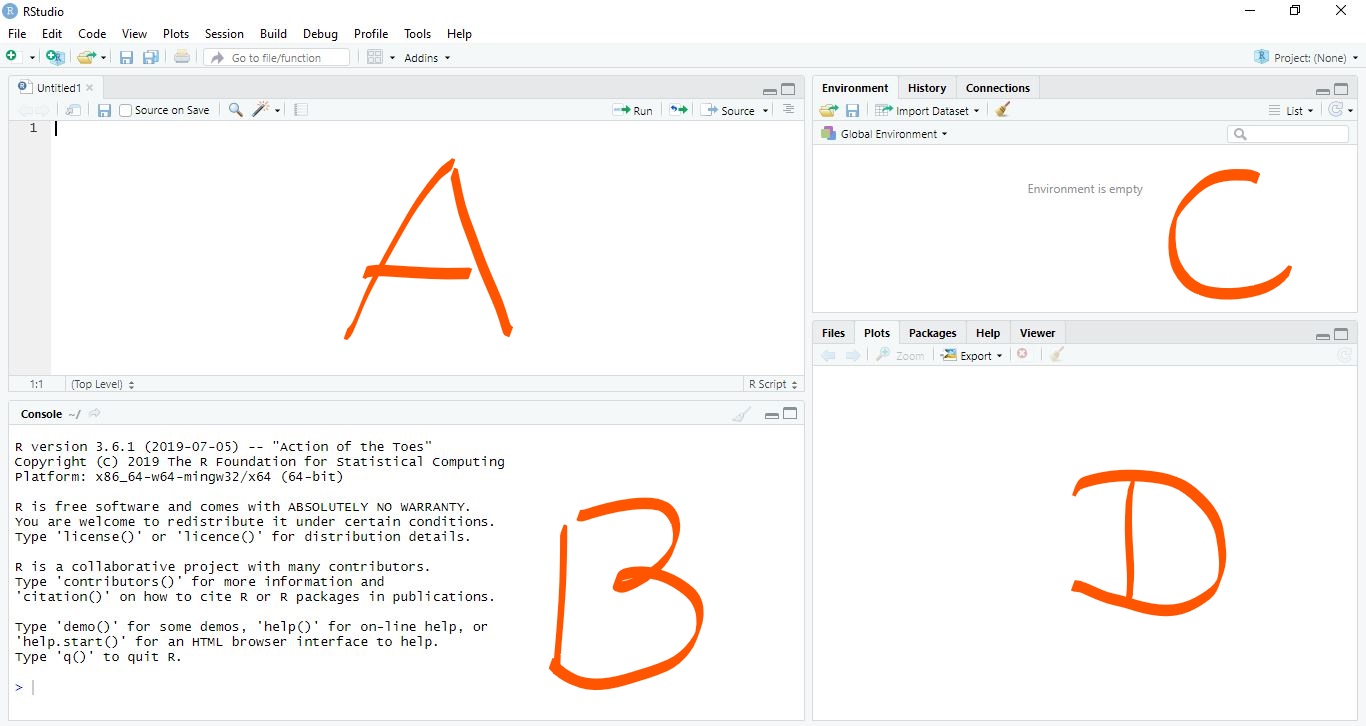 RStudio
File Edit Code View Plots Session Build Debug Profile Tools Help
Go to file/function Addins Project: (None)
Untitled1
Source on Save Run Source
1
A
1:1 (Top Level) R Script
Console ~/
R version 3.6.1 (2019-07-05) -- "Action of the Toes"
Copyright (C) 2019 The R Foundation for Statistical Computing
Platform: x86_64-w64-mingw32/x64 (64-bit)
R is free software and comes with ABSOLUTELY NO WARRANTY.
You are welcome to redistribute it under certain conditions.
Type 'license()' or 'licence()' for distribution details.
R is a collaborative project with many contributors.
Type 'contributors()' for more information and
'citation()' on how to cite R or R packages in publications.
Type 'demo()' for some demos, 'help()' for on-line help, or
'help.start()' for an HTML browser interface to help.
Type 'q()' to quit R.
>
B
Environment History Connections
Import Dataset List
Global Environment
Environment is empty
C
Files Plots Packages Help Viewer
Zoom Export
D